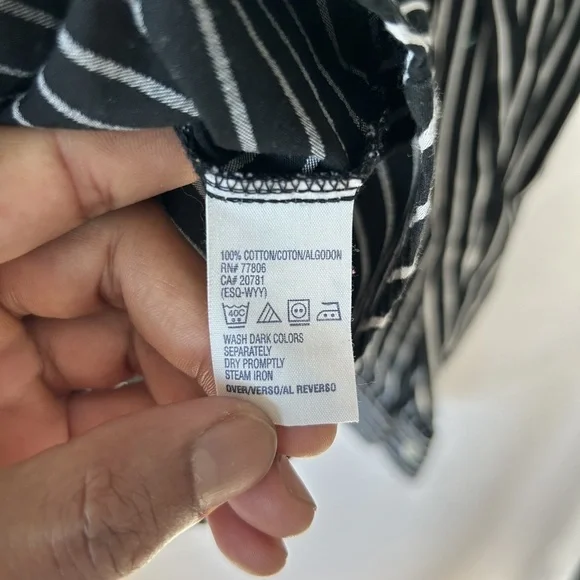 100% COTTON/COTON/ALGODON
RN# 77806
CA# 20781
(ESQ-WYY)
40C
WASH DARK COLORS
SEPARATELY
DRY PROMPTLY
STEAM IRON
OVER/VERSO/AL REVERSO